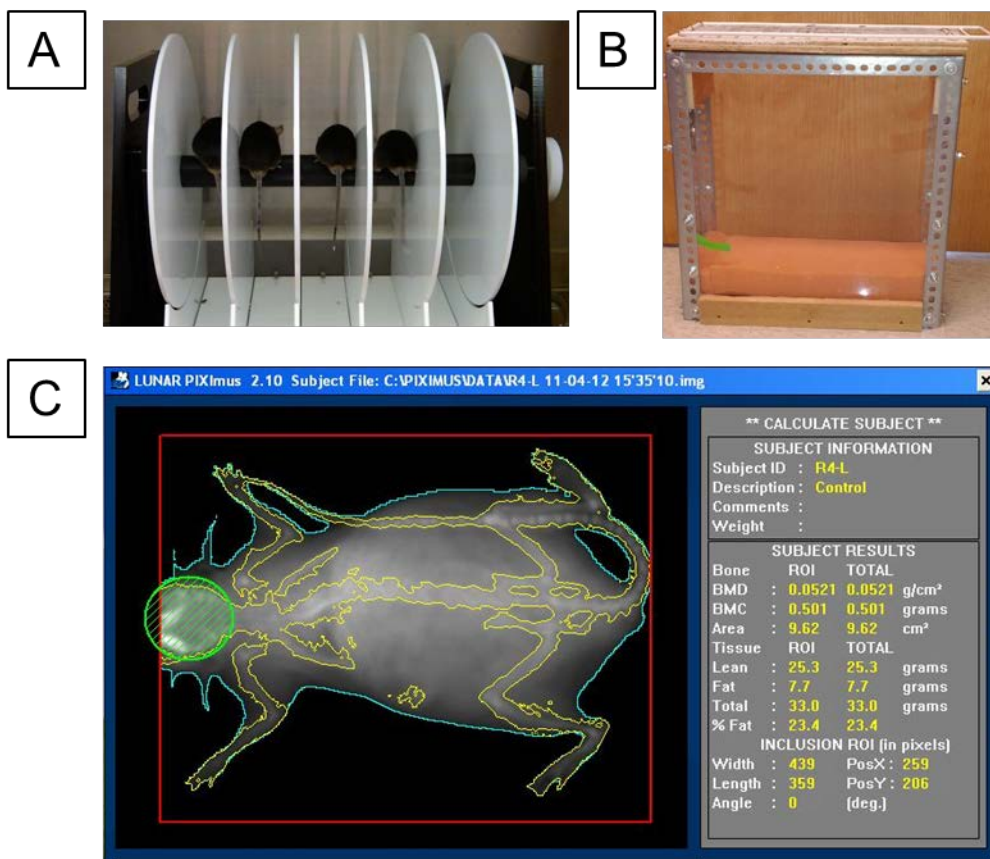 A
B
C
LUNAR PIXImus 2.10 Subject File: C:\PIXIMUS\DATA\R4-L 11-04-12 15'35'10.img
** CALCULATE SUBJECT **
SUBJECT INFORMATION
Subject ID : R4-L
Description : Control
Comments :
Weight :
SUBJECT RESULTS
Bone ROI TOTAL
BMD : 0.0521 0.0521 g/cm²
BMC : 0.501 0.501 grams
Area : 9.62 9.62 cm²
Tissue ROI TOTAL
Lean : 25.3 25.3 grams
Fat : 7.7 7.7 grams
Total : 33.0 33.0 grams
% Fat : 23.4 23.4
INCLUSION ROI (in pixels)
Width : 439 PosX : 259
Length : 359 PosY : 206
Angle : 0 (deg.)